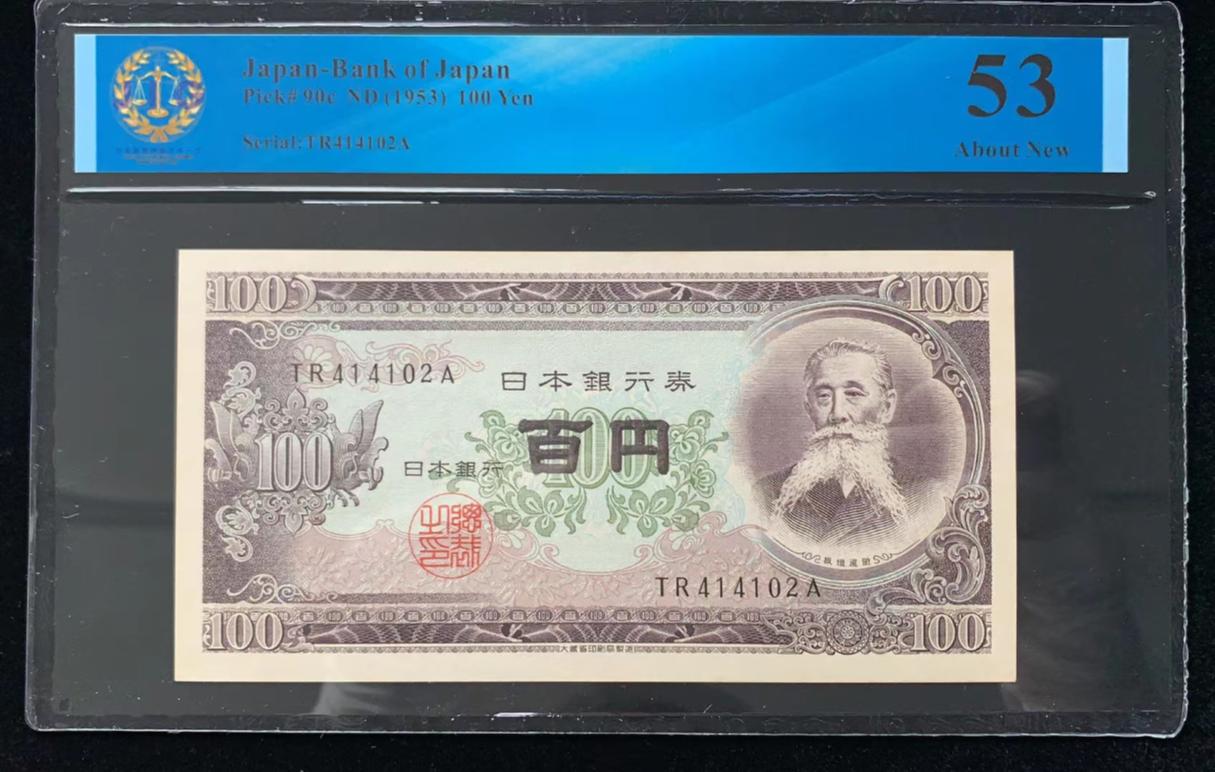 Japan-Bank of Japan
Pick# 90c ND (1953) 100 Yen
Serial:TR414102A
53
About New
100
100
TR414102A
日本銀行券
100
100
百円
日本銀行
TR414102A
100
100